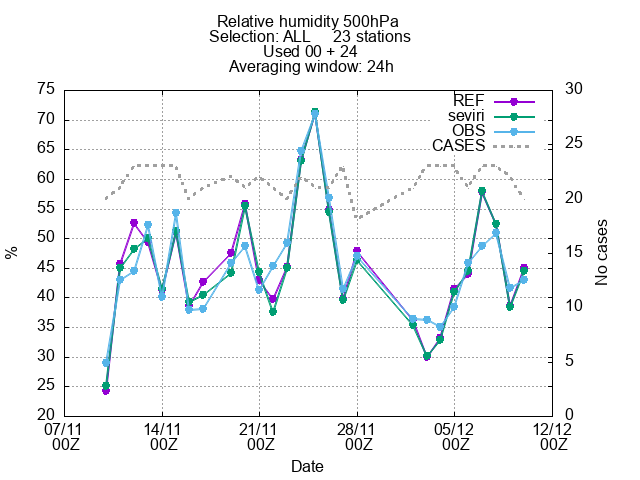 Relative humidity 500hPa
Selection: ALL 23 stations
Used 00 + 24
Averaging window: 24h
75
70
65
60
55
50
45
40
35
30
25
20
%
30
25
20
15
10
5
0
No cases
REF
seviri
OBS
CASES
07/11 14/11 21/11 28/11 05/12 12/12
00Z 00Z 00Z 00Z 00Z 00Z
Date